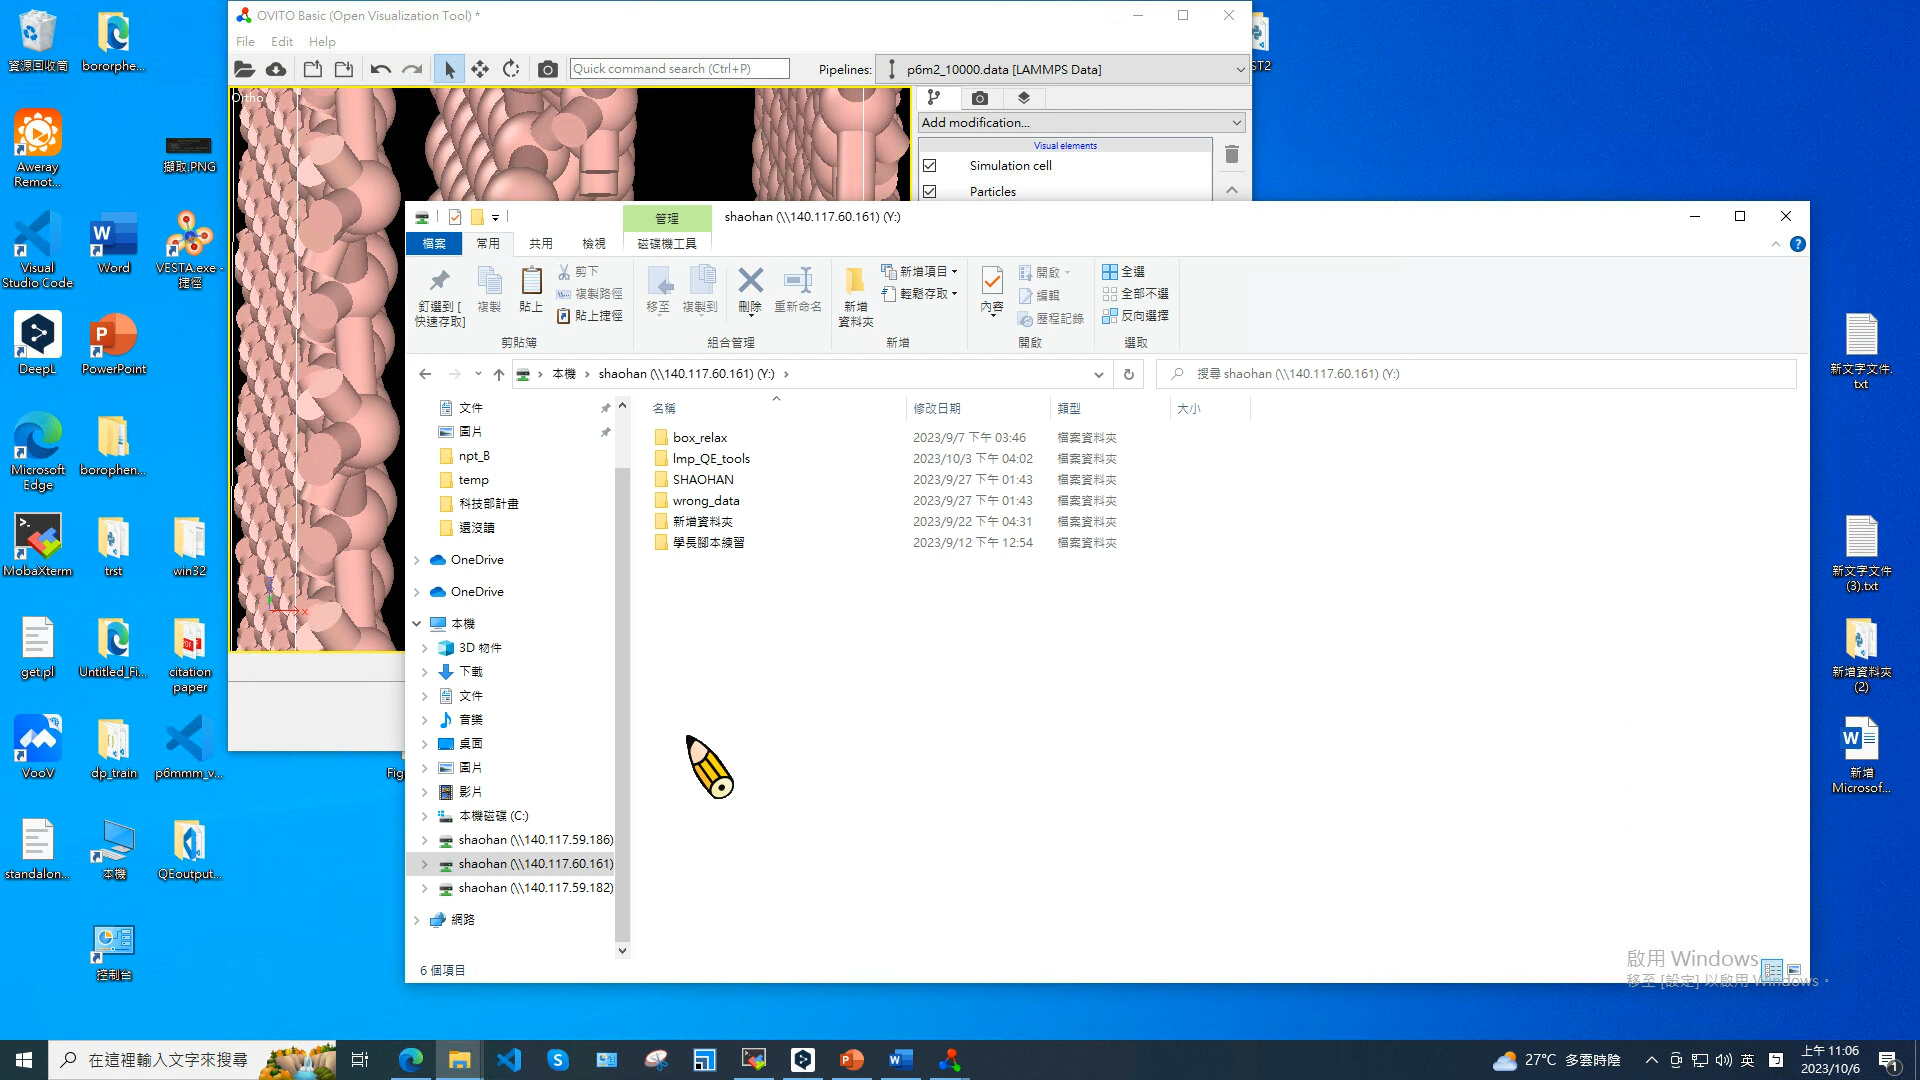 OVITO Basic (Open Visualization Tool) *
File Edit Help
Quick command search (Ctrl+P)
Pipelines:
p6m2_10000.data [LAMMPS Data]
Ortho
Add modification...
Visual elements
Simulation cell
Particles
管理
shaohan (\\140.117.60.161) (Y:)
檔案
常用
共用
檢視
磁碟機工具
釘選到 [
快速存取]
複製
貼上
剪下
複製路徑
貼上捷徑
剪貼簿
移至
複製到
刪除
重新命名
組合管理
新增
資料夾
新增項目
輕鬆存取
新增
內容
開啟
編輯
歷程記錄
開啟
全選
全部不選
反向選擇
選取
本機
shaohan (\\140.117.60.161) (Y:)
搜尋 shaohan (\\140.117.60.161) (Y:)
文件
圖片
npt_B
temp
科技部計畫
還沒讀
OneDrive
OneDrive
本機
3D 物件
下載
文件
音樂
桌面
圖片
影片
本機磁碟 (C:)
shaohan (\\140.117.59.186)
shaohan (\\140.117.60.161)
shaohan (\\140.117.59.182)
網路
名稱 修改日期 類型 大小
box_relax 2023/9/7 下午 03:46 檔案資料夾
lmp_QE_tools 2023/10/3 下午 04:02 檔案資料夾
SHAOHAN 2023/9/27 下午 01:43 檔案資料夾
wrong_data 2023/9/27 下午 01:43 檔案資料夾
新增資料夾 2023/9/22 下午 04:31 檔案資料夾
學長腳本練習 2023/9/12 下午 12:54 檔案資料夾
6 個項目
啟用 Windows
移至 [設定] 以啟用 Windows。
資源回收筒
bororphe...
Aweray
Remot...
擷取.PNG
Visual
Studio Code
Word
VESTA.exe -
捷徑
DeepL
PowerPoint
Microsoft
Edge
borophen...
MobaXterm
trst
win32
get.pl
Untitled_Fi...
citation
paper
VooV
dp_train
p6mmm_v...
Fig
standalon...
本機
QEoutput...
控制台
ST2
新文字文件.
txt
新文字文件
(3).txt
新增資料夾
(2)
新增
Microsof...
在這裡輸入文字來搜尋
27°C 多雲時陰
英
上午 11:06
2023/10/6
1